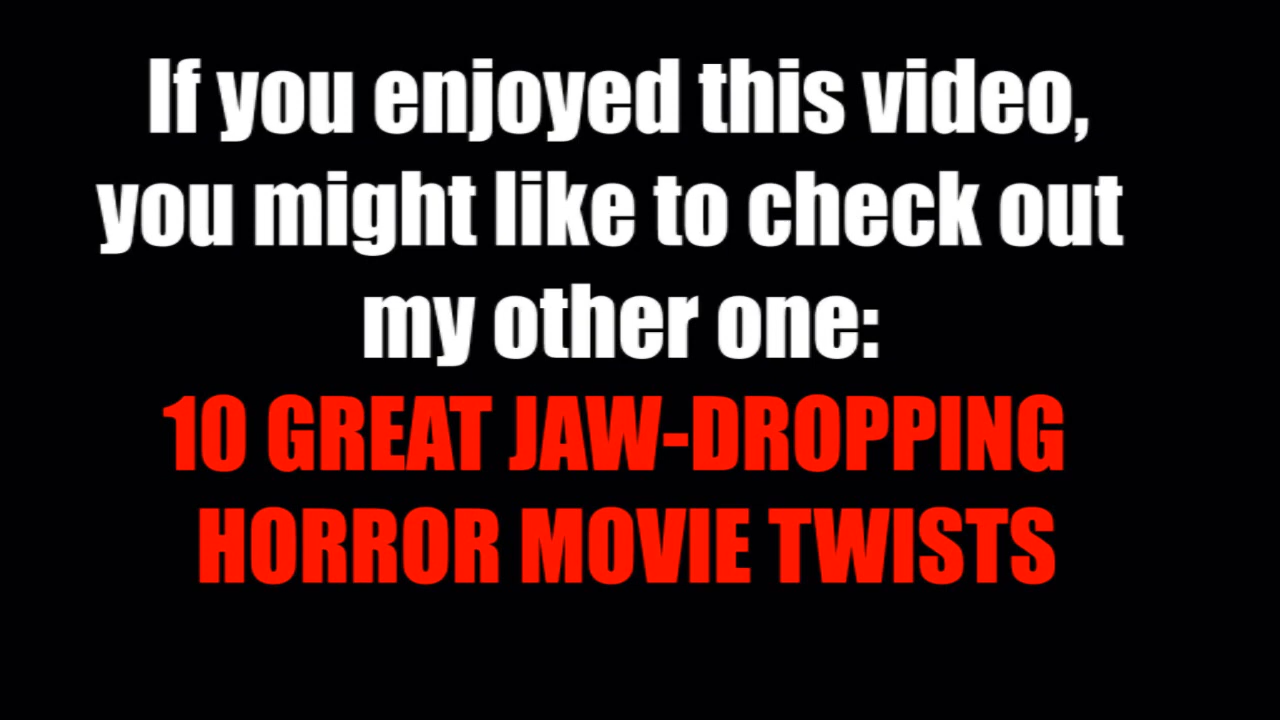 If you enjoyed this video,
you might like to check out
my other one:
10 GREAT JAW-DROPPING
HORROR MOVIE TWISTS